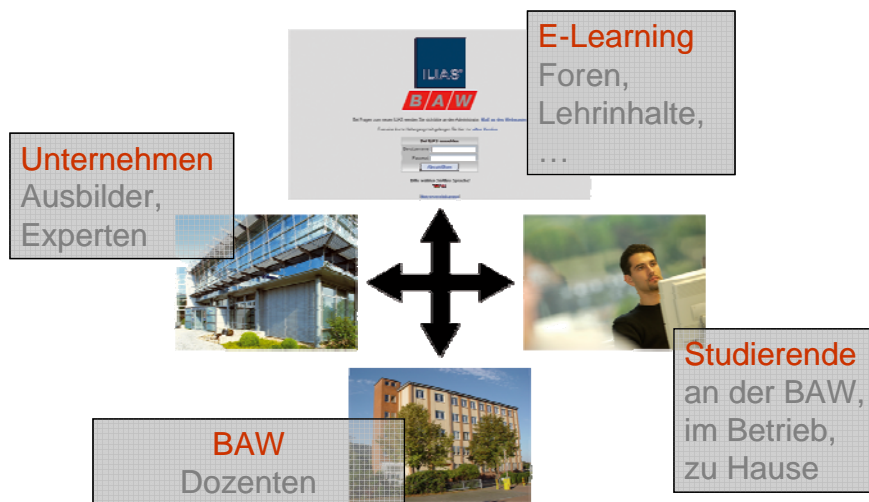 E-Learning
Foren,
Lehrinhalte,
...
ILIAS
BAW
Unternehmen
Ausbilder,
Experten
Studierende
an der BAW,
im Betrieb,
zu Hause
BAW
Dozenten